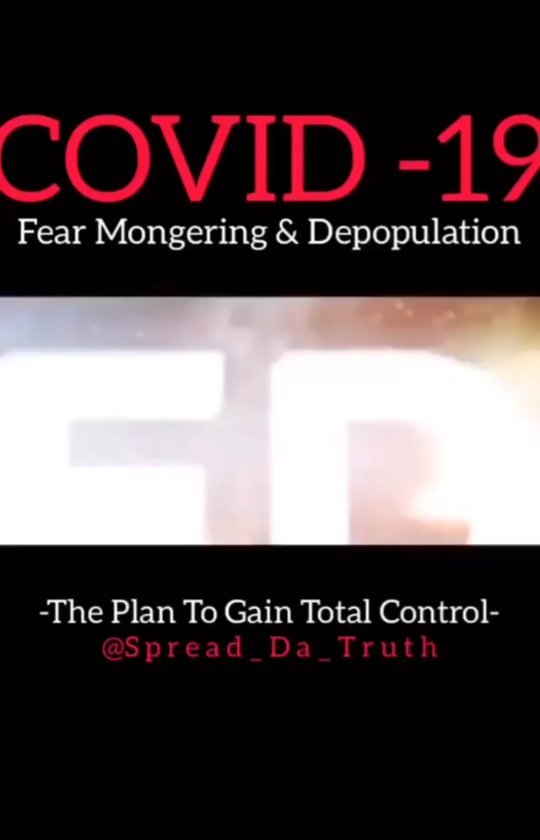 COVID -19
Fear Mongering & Depopulation
-The Plan To Gain Total Control-
@Spread_Da_Truth